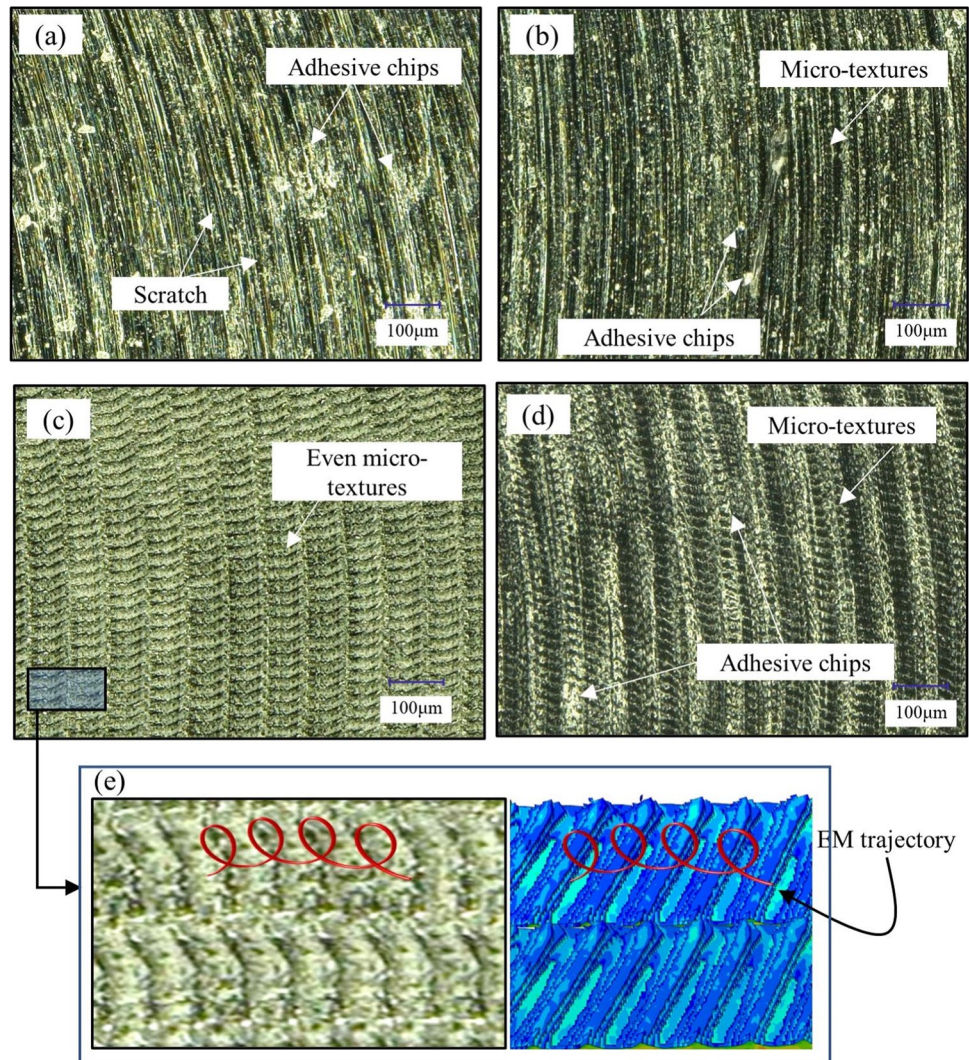 (a)
Adhesive chips
Scratch
100μm
(b)
Micro-textures
Adhesive chips
100μm
(c)
Even micro-
textures
100μm
(d)
Micro-textures
Adhesive chips
100μm
(e)
EM trajectory